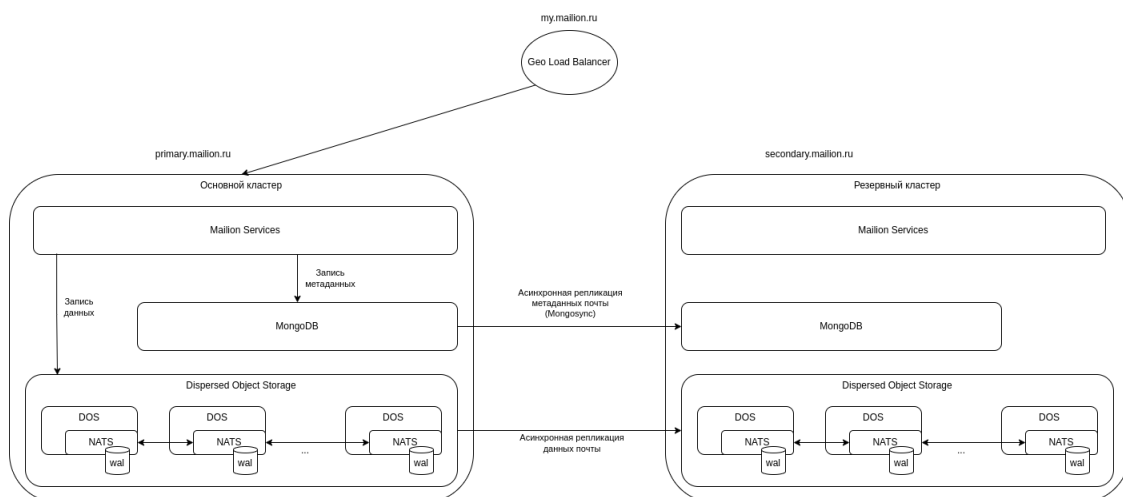 my.mailion.ru
Geo Load Balancer
primary.mailion.ru
secondary.mailion.ru
Основной кластер
Резервный кластер
Mailion Services
Mailion Services
Запись
метаданных
Запись
данных
Асинхронная репликация
метаданных почты
(Mongosync)
MongoDB
MongoDB
Dispersed Object Storage
Dispersed Object Storage
DOS
DOS
DOS
DOS
DOS
DOS
NATS
NATS
NATS
NATS
NATS
NATS
...
...
wal
wal
wal
wal
wal
wal
Асинхронная репликация
данных почты